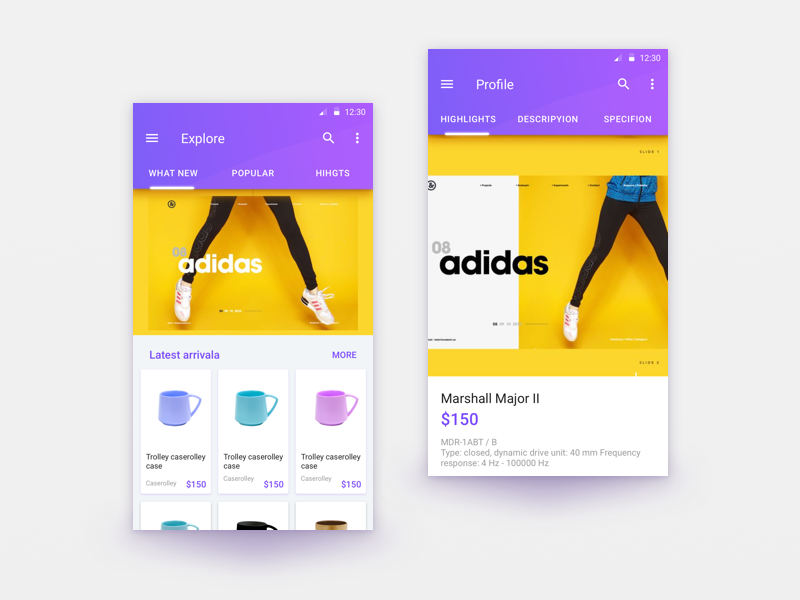 12:30
Explore
WHAT NEW POPULAR HIHGTS
08
adidas
Latest arrivala MORE
Trolley caserolley case
Caserolley $150
Trolley caserolley case
Caserolley $150
Trolley caserolley case
Caserolley $150
12:30
Profile
HIGHLIGHTS DESCRIPYION SPECIFION
SLIDE 1
08
adidas
SLIDE 2
Marshall Major II
$150
MDR-1ABT / B
Type: closed, dynamic drive unit: 40 mm Frequency
response: 4 Hz - 100000 Hz